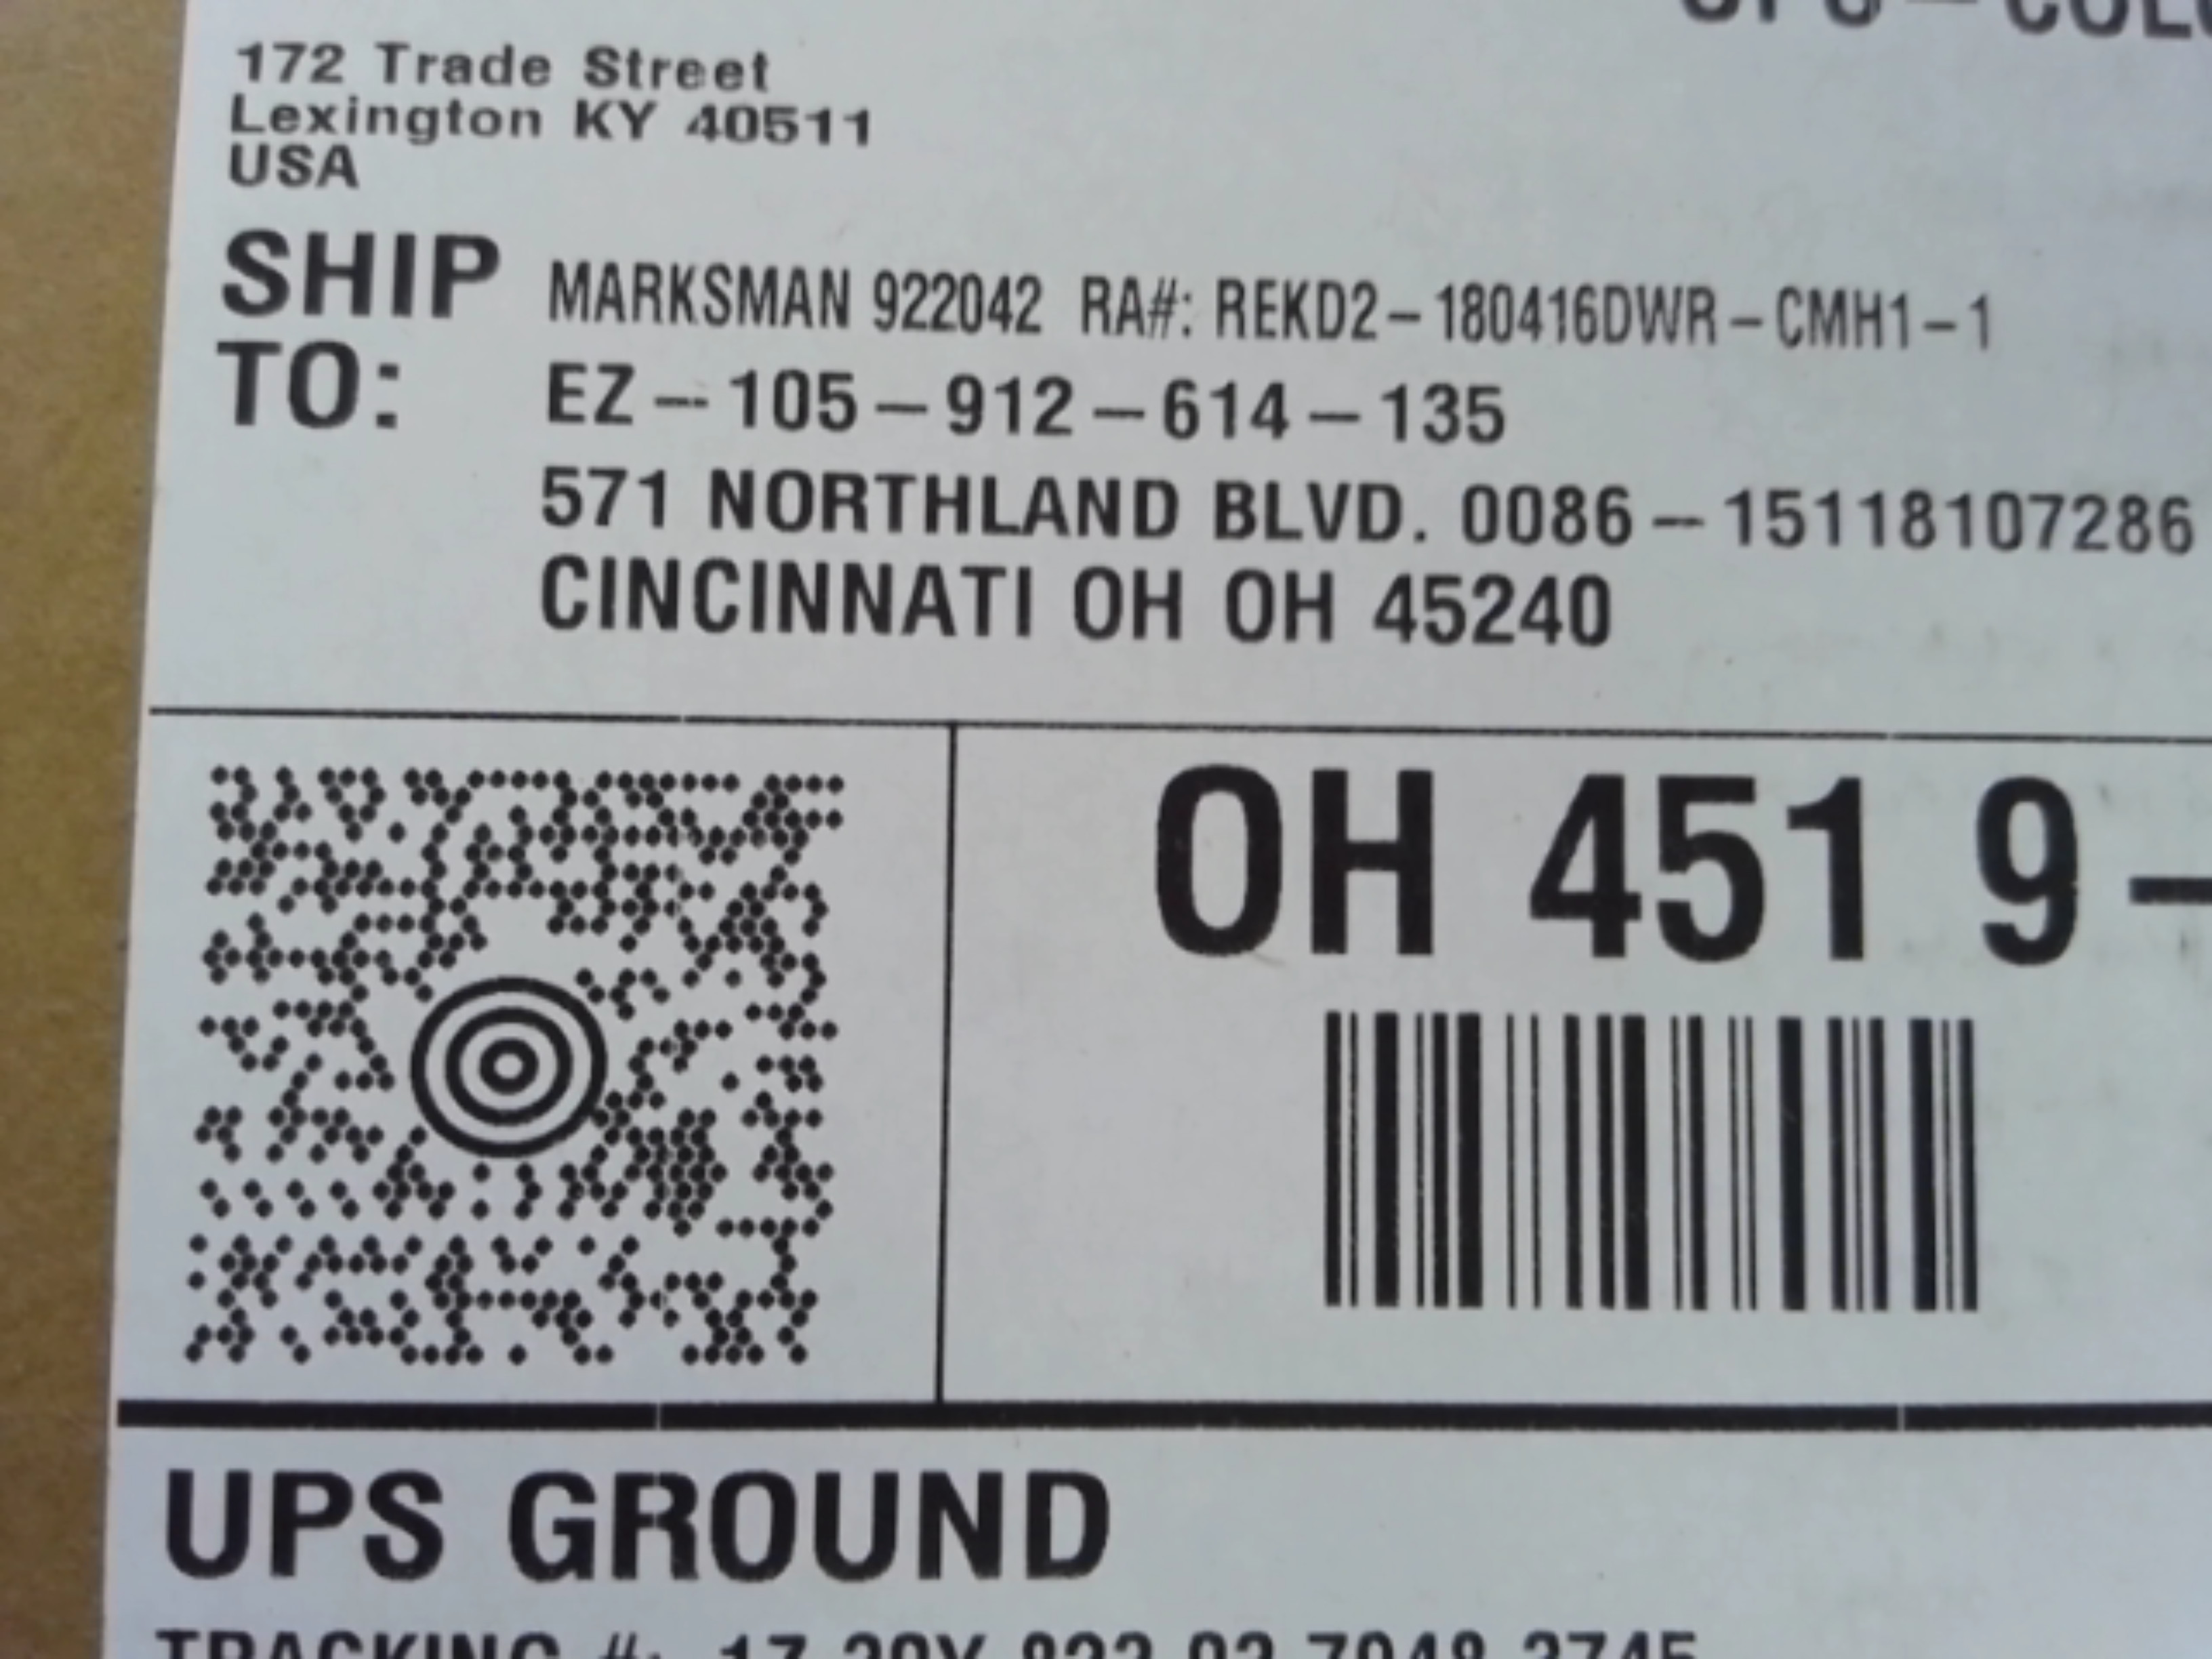 172 Trade Street
Lexington KY 40511
USA
SHIP TO:
MARKSMAN 922042 RA#: REKD2-180416DWR-CMH1-1
EZ-105-912-614-135
571 NORTHLAND BLVD. 0086-15118107286
CINCINNATI OH OH 45240
OH 451 9-
UPS GROUND
TRACKING #: